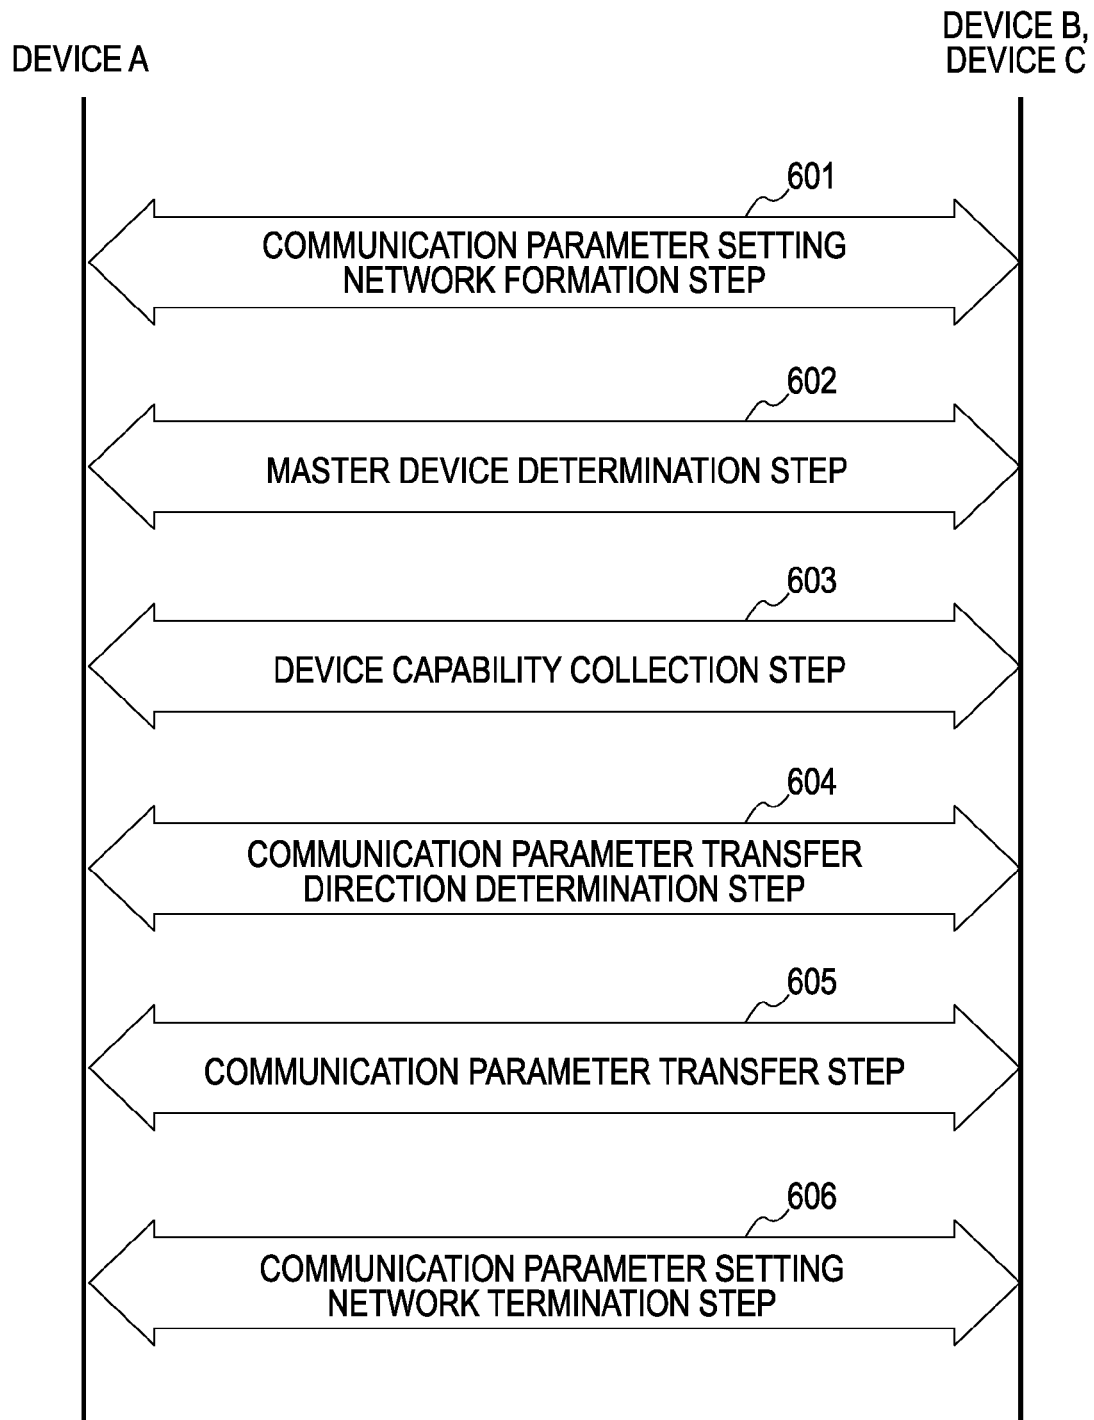 DEVICE A
DEVICE B,
DEVICE C
601
COMMUNICATION PARAMETER SETTING
NETWORK FORMATION STEP
602
MASTER DEVICE DETERMINATION STEP
603
DEVICE CAPABILITY COLLECTION STEP
604
COMMUNICATION PARAMETER TRANSFER
DIRECTION DETERMINATION STEP
605
COMMUNICATION PARAMETER TRANSFER STEP
606
COMMUNICATION PARAMETER SETTING
NETWORK TERMINATION STEP